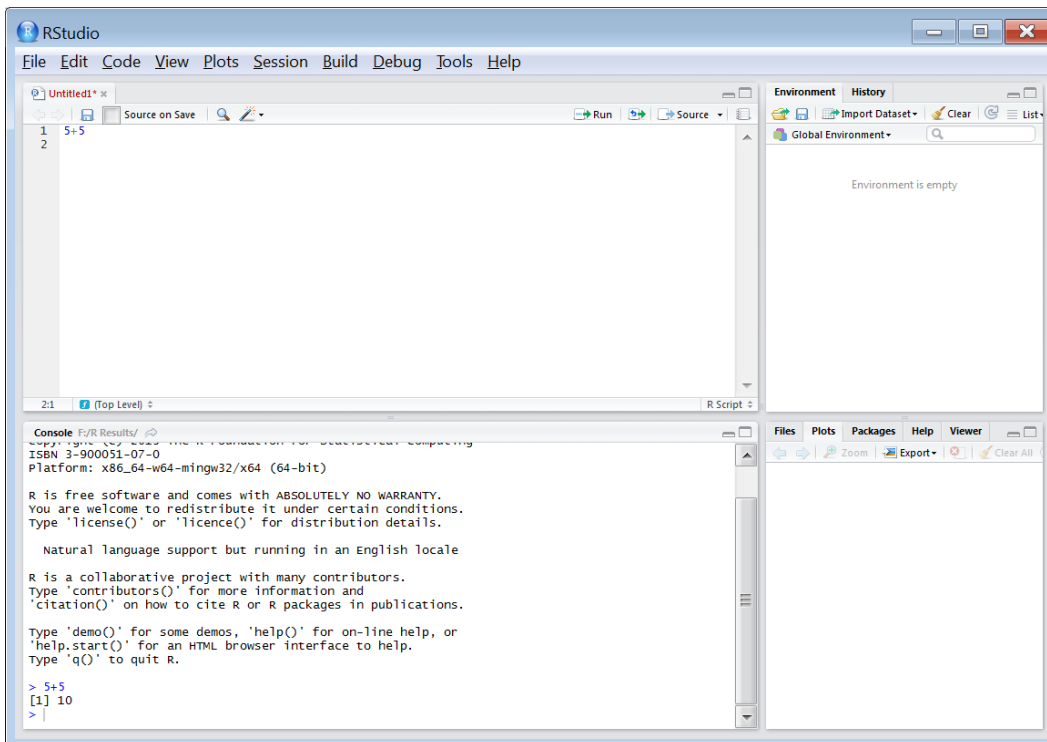 RStudio
File Edit Code View Plots Session Build Debug Tools Help
Untitled1*
Source on Save Run Source
1 5+5
2
2:1 (Top Level) R Script
Console F:/R Results/
Copyright (C) 2013 The R Foundation for Statistical Computing
ISBN 3-900051-07-0
Platform: x86_64-w64-mingw32/x64 (64-bit)
R is free software and comes with ABSOLUTELY NO WARRANTY.
You are welcome to redistribute it under certain conditions.
Type 'license()' or 'licence()' for distribution details.
Natural language support but running in an English locale
R is a collaborative project with many contributors.
Type 'contributors()' for more information and
'citation()' on how to cite R or R packages in publications.
Type 'demo()' for some demos, 'help()' for on-line help, or
'help.start()' for an HTML browser interface to help.
Type 'q()' to quit R.
> 5+5
[1] 10
>
Environment History
Import Dataset Clear List
Global Environment
Environment is empty
Files Plots Packages Help Viewer
Zoom Export Clear All